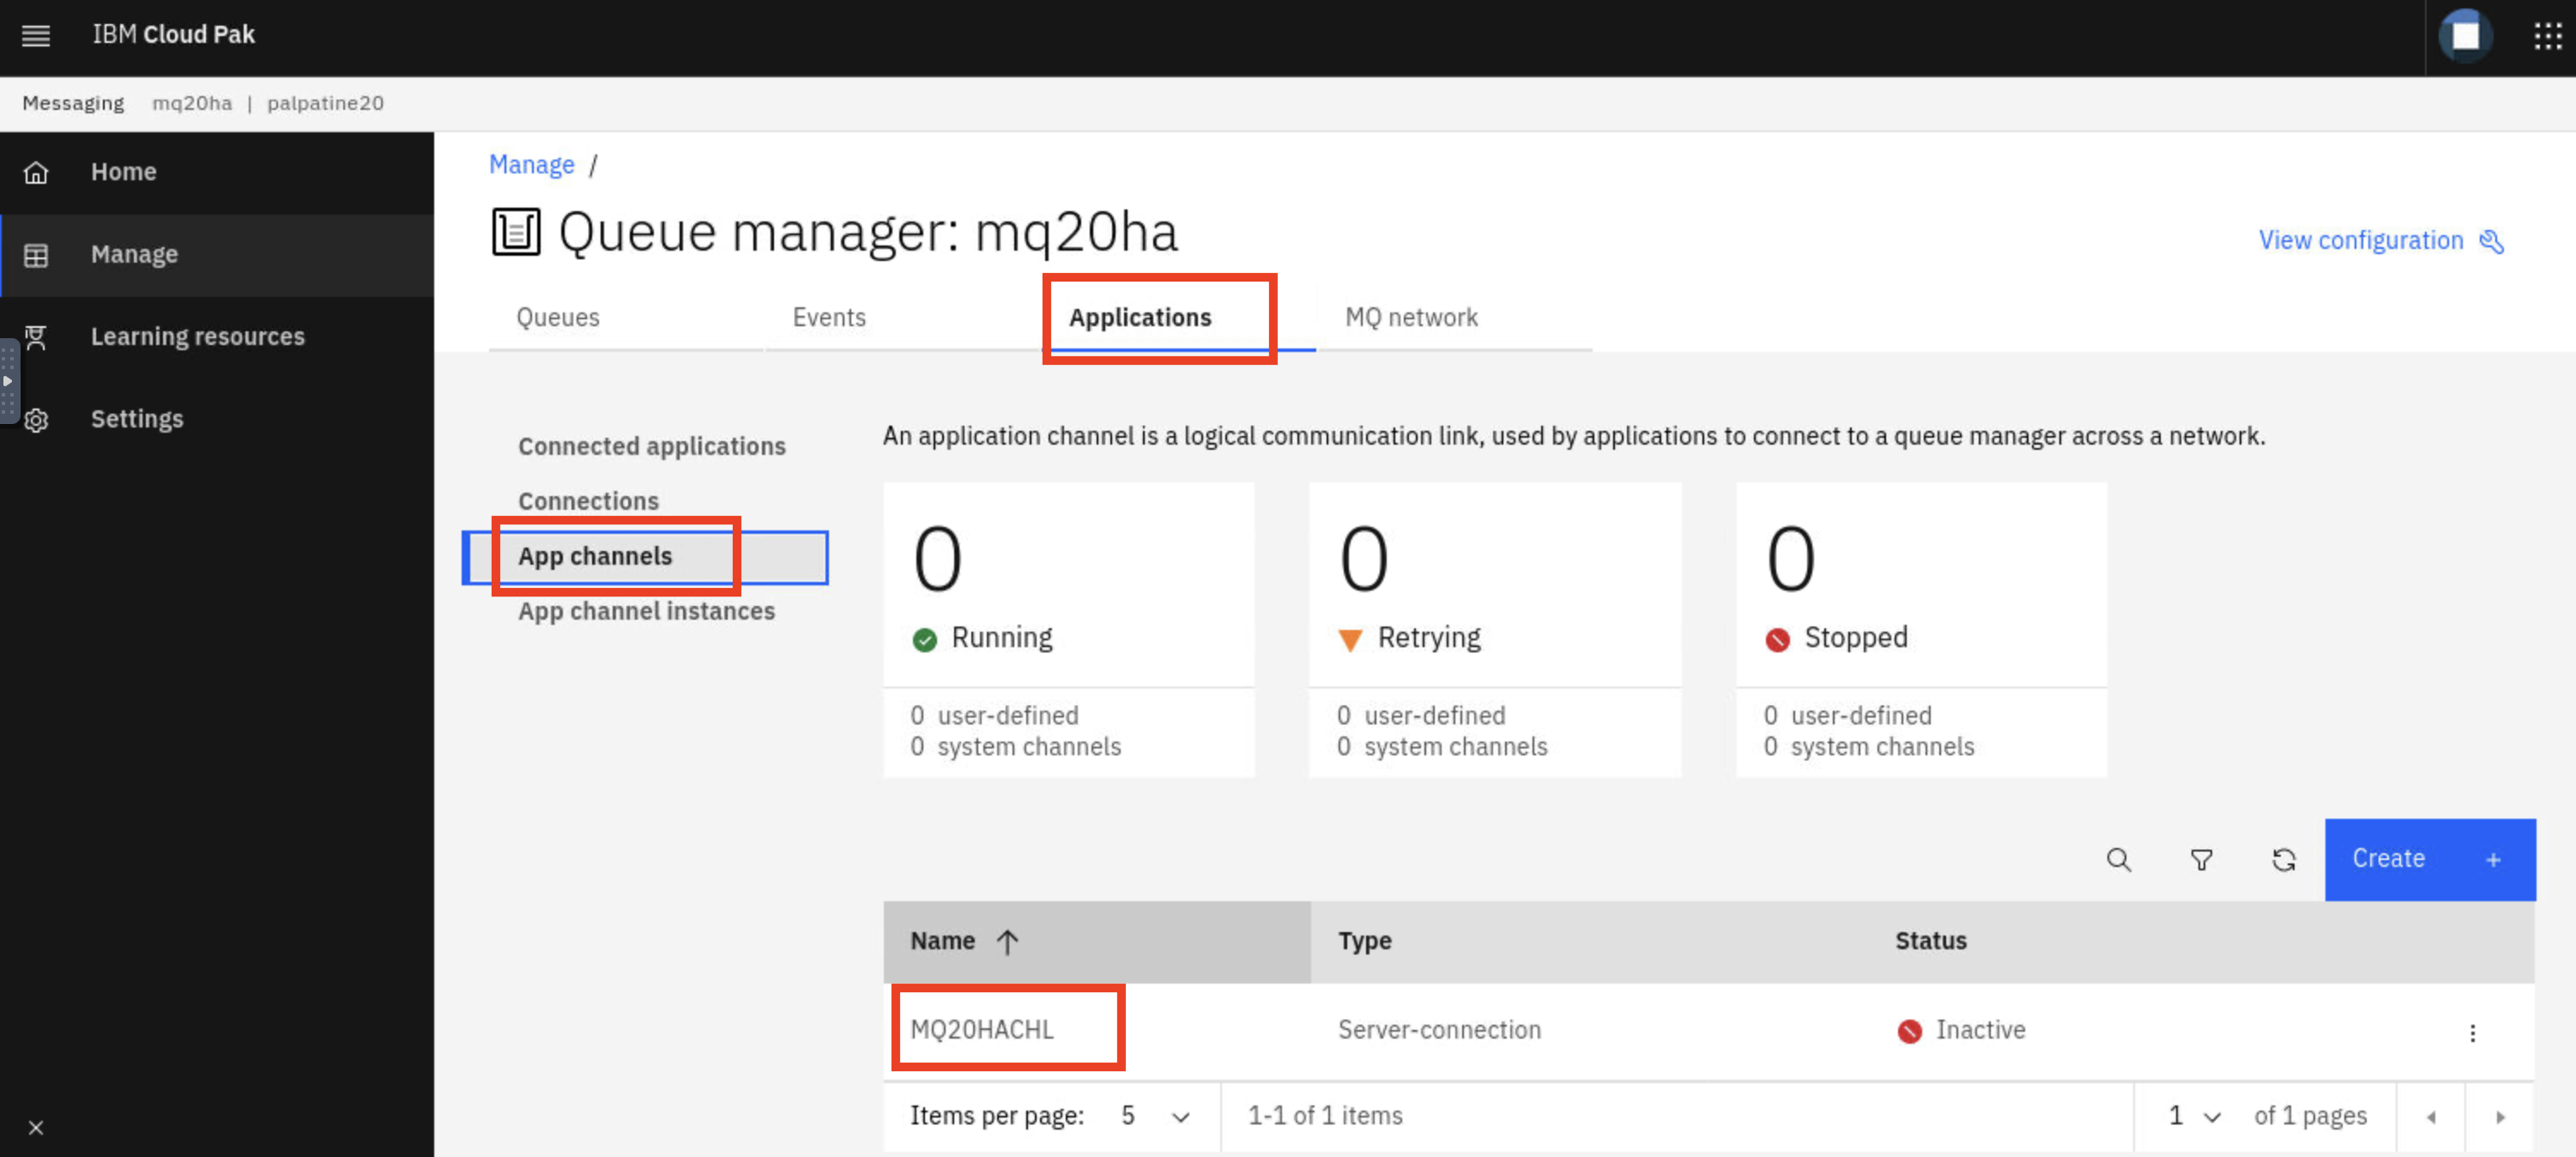 IBM Cloud Pak
Messaging mq20ha | palpatine20
Home
Manage
Learning resources
Settings
Manage /
Queue manager: mq20ha
View configuration
Queues Events Applications MQ network
Connected applications
Connections
App channels
App channel instances
An application channel is a logical communication link, used by applications to connect to a queue manager across a network.
0
Running
0 user-defined
0 system channels
0
Retrying
0 user-defined
0 system channels
0
Stopped
0 user-defined
0 system channels
Create +
Name Type Status
MQ20HACHL Server-connection Inactive
Items per page: 5 1-1 of 1 items 1 of 1 pages